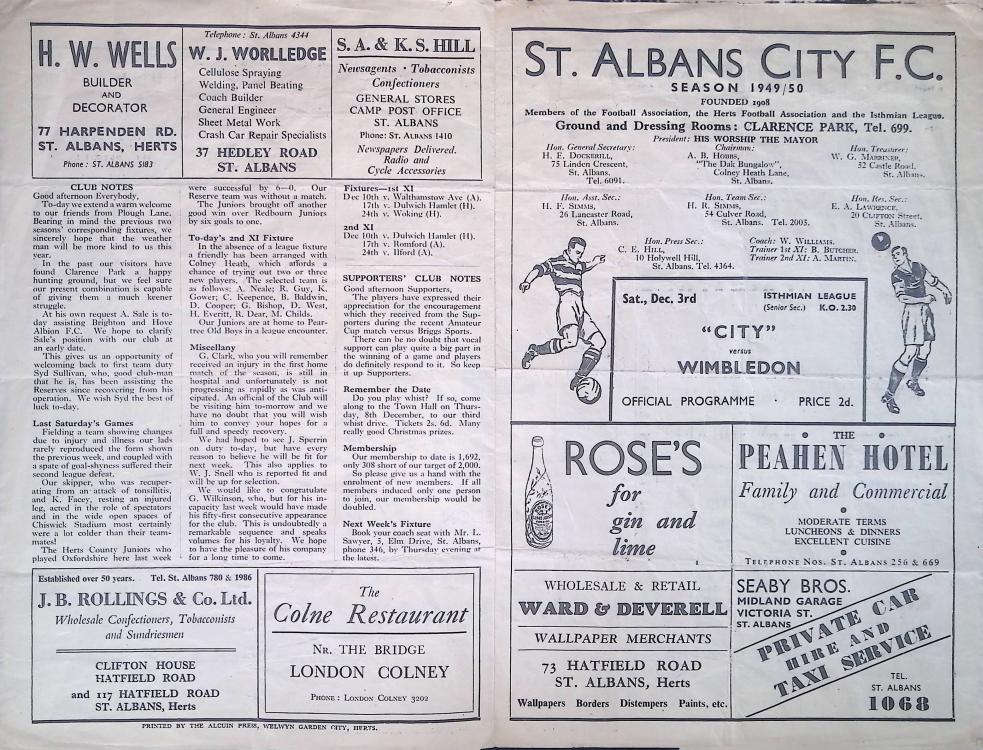 H. W. WELLS
BUILDER
AND
DECORATOR
77 HARPENDEN RD.
ST. ALBANS, HERTS
Phone : ST. ALBANS 5183
Telephone : St. Albans 4344
W. J. WORLLEDGE
Cellulose Spraying
Welding, Panel Beating
Coach Builder
General Engineer
Sheet Metal Work
Crash Car Repair Specialists
37 HEDLEY ROAD
ST. ALBANS
S. A. & K. S. HILL
Newsagents · Tobacconists
Confectioners
GENERAL STORES
CAMP POST OFFICE
ST. ALBANS
Phone: ST. ALBANS 1410
Newspapers Delivered.
Radio and
Cycle Accessories
CLUB NOTES
Good afternoon Everybody,
To-day we extend a warm welcome
to our friends from Plough Lane.
Bearing in mind the previous two
seasons' corresponding fixtures, we
sincerely hope that the weather
man will be more kind to us this
year.
In the past our visitors have
found Clarence Park a happy
hunting ground, but we feel sure
our present combination is capable
of giving them a much keener
struggle.
At his own request A. Sale is to-
day assisting Brighton and Hove
Albion F.C. We hope to clarify
Sale's position with our club at
an early date.
This gives us an opportunity of
welcoming back to first team duty
Syd Sullivan, who, good club-man
that he is, has been assisting the
Reserves since recovering from his
operation. We wish Syd the best of
luck to-day.
Last Saturday's Games
Fielding a team showing changes
due to injury and illness our lads
rarely reproduced the form shown
the previous week, and coupled with
a spate of goal-shyness suffered their
second league defeat.
Our skipper, who was recuper-
ating from an attack of tonsillitis,
and K. Facey, resting an injured
leg, acted in the role of spectators
and in the wide open spaces of
Chiswick Stadium most certainly
were a lot colder than their team-
mates!
The Herts County Juniors who
played Oxfordshire here last week
were successful by 6—0. Our
Reserve team was without a match.
The Juniors brought off another
good win over Redbourn Juniors
by six goals to one.
To-day's 2nd XI Fixture
In the absence of a league fixture
a friendly has been arranged with
Colney Heath, which affords a
chance of trying out two or three
new players. The selected team is
as follows: A. Neale; R. Guy, K.
Gower; C. Keepence, B. Baldwin,
D. Cooper; G. Bishop, D. West,
H. Everitt, R. Dear, M. Childs.
Our Juniors are at home to Pear-
tree Old Boys in a league encounter.
Miscellany
G. Clark, who you will remember
received an injury in the first home
match of the season, is still in
hospital and unfortunately is not
progressing as rapidly as was anti-
cipated. An official of the Club will
be visiting him to-morrow and we
have no doubt that you will wish
him to convey your hopes for a
full and speedy recovery.
We had hoped to see J. Sperrin
on duty to-day, but have every
reason to believe he will be fit for
next week. This also applies to
W. J. Snell who is reported fit and
will be up for selection.
We would like to congratulate
G. Wilkinson, who, but for his in-
capacity last week would have made
his fifty-first consecutive appearance
for the club. This is undoubtedly a
remarkable sequence and speaks
volumes for his loyalty. We hope
to have the pleasure of his company
for a long time to come.
Fixtures—1st XI
Dec 10th v. Walthamstow Ave (A).
17th v. Dulwich Hamlet (H).
24th v. Woking (H).
2nd XI
Dec 10th v. Dulwich Hamlet (H).
17th v. Romford (A).
24th v. Ilford (A).
SUPPORTERS' CLUB NOTES
Good afternoon Supporters,
The players have expressed their
appreciation for the encouragement
which they received from the Sup-
porters during the recent Amateur
Cup match versus Briggs Sports.
There can be no doubt that vocal
support can play quite a big part in
the winning of a game and players
do definitely respond to it. So keep
it up Supporters.
Remember the Date
Do you play whist? If so, come
along to the Town Hall on Thurs-
day, 8th December, to our third
whist drive. Tickets 2s. 6d. Many
really good Christmas prizes.
Membership
Our membership to date is 1,692,
only 308 short of our target of 2,000.
So please give us a hand with the
enrolment of new members. If all
members induced only one person
to join, our membership would be
doubled.
Next Week's Fixture
Book your coach seat with Mr. L.
Sawyer, 5, Elm Drive, St. Albans,
phone 346, by Thursday evening at
the latest.
Established over 50 years. Tel. St. Albans 780 & 1986
J. B. ROLLINGS & Co. Ltd.
Wholesale Confectioners, Tobacconists
and Sundriesmen
CLIFTON HOUSE
HATFIELD ROAD
and 117 HATFIELD ROAD
ST. ALBANS, Herts
The
Colne Restaurant
NR. THE BRIDGE
LONDON COLNEY
PHONE : LONDON COLNEY 3202
PRINTED BY THE ALCUIN PRESS, WELWYN GARDEN CITY, HERTS.
ST. ALBANS CITY F.C.
SEASON 1949/50
FOUNDED 1908
Members of the Football Association, the Herts Football Association and the Isthmian League.
Ground and Dressing Rooms : CLARENCE PARK, Tel. 699.
President: HIS WORSHIP THE MAYOR
Hon. General Secretary:
H. E. DOCKERILL,
75 Linden Crescent,
St. Albans.
Tel. 6091.
Chairman:
A. B. HOBBS,
"The Dak Bungalow",
Colney Heath Lane,
St. Albans.
Hon. Treasurer:
W. G. MARRINER,
52 Castle Road,
St. Albans.
Hon. Asst. Sec.:
H. F. SIMMS,
26 Lancaster Road,
St. Albans.
Hon. Team Sec.:
H. R. SIMMS,
54 Culver Road,
St. Albans. Tel. 2005.
Hon. Res. Sec.:
E. A. LAWRENCE,
20 CLIFTON Street,
St. Albans.
Hon. Press Sec.:
C. E. HILL,
10 Holywell Hill,
St. Albans. Tel. 4364.
Coach: W. WILLIAMS.
Trainer 1st XI: B. BUTCHER.
Trainer 2nd XI: A. MARTIN.
Sat., Dec. 3rd
ISTHMIAN LEAGUE
(Senior Sec.) K.O. 2.30
"CITY"
versus
WIMBLEDON
OFFICIAL PROGRAMME · PRICE 2d.
ROSE'S
for
gin and
lime
THE
PEAHEN HOTEL
Family and Commercial
MODERATE TERMS
LUNCHEONS & DINNERS
EXCELLENT CUISINE
TELEPHONE NOS. ST. ALBANS 256 & 669
WHOLESALE & RETAIL
WARD & DEVERELL
WALLPAPER MERCHANTS
73 HATFIELD ROAD
ST. ALBANS, Herts
Wallpapers Borders Distempers Paints, etc.
SEABY BROS.
MIDLAND GARAGE
VICTORIA ST.
ST. ALBANS
PRIVATE CAR
HIRE AND
TAXI SERVICE
TEL.
ST. ALBANS
1068